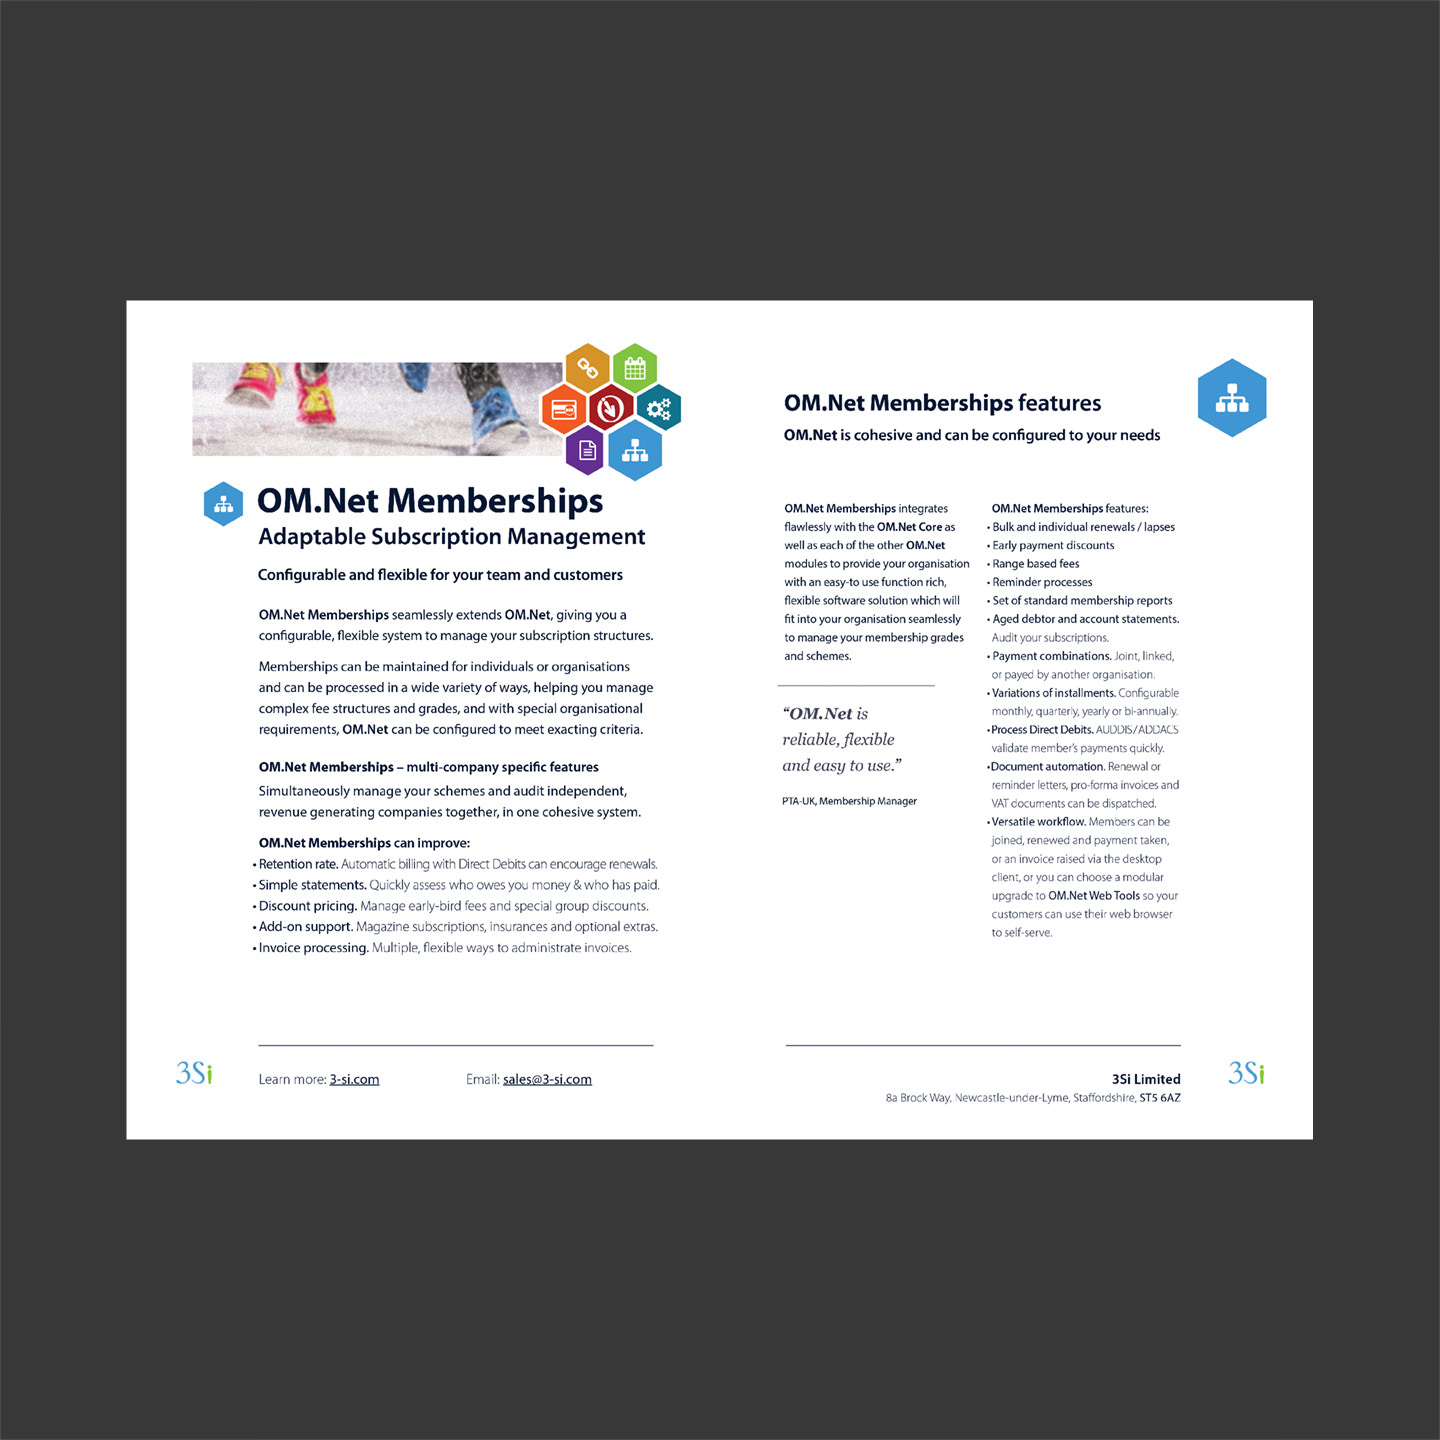 OM.Net Memberships
Adaptable Subscription Management
Configurable and flexible for your team and customers
OM.Net Memberships seamlessly extends OM.Net, giving you a
configurable, flexible system to manage your subscription structures.
Memberships can be maintained for individuals or organisations
and can be processed in a wide variety of ways, helping you manage
complex fee structures and grades, and with special organisational
requirements, OM.Net can be configured to meet exacting criteria.
OM.Net Memberships – multi-company specific features
Simultaneously manage your schemes and audit independent,
revenue generating companies together, in one cohesive system.
OM.Net Memberships can improve:
• Retention rate. Automatic billing with Direct Debits can encourage renewals.
• Simple statements. Quickly assess who owes you money & who has paid.
• Discount pricing. Manage early-bird fees and special group discounts.
• Add-on support. Magazine subscriptions, insurances and optional extras.
• Invoice processing. Multiple, flexible ways to administrate invoices.
3Si
Learn more: 3-si.com
Email: sales@3-si.com
OM.Net Memberships features
OM.Net is cohesive and can be configured to your needs
OM.Net Memberships integrates
flawlessly with the OM.Net Core as
well as each of the other OM.Net
modules to provide your organisation
with an easy-to use function rich,
flexible software solution which will
fit into your organisation seamlessly
to manage your membership grades
and schemes.
“OM.Net is
reliable, flexible
and easy to use.”
PTA-UK, Membership Manager
OM.Net Memberships features:
• Bulk and individual renewals / lapses
• Early payment discounts
• Range based fees
• Reminder processes
• Set of standard membership reports
• Aged debtor and account statements.
Audit your subscriptions.
• Payment combinations. Joint, linked,
or payed by another organisation.
• Variations of installments. Configurable
monthly, quarterly, yearly or bi-annually.
•Process Direct Debits. AUDDIS/ADDACS
validate member's payments quickly.
•Document automation. Renewal or
reminder letters, pro-forma invoices and
VAT documents can be dispatched.
• Versatile workflow. Members can be
joined, renewed and payment taken,
or an invoice raised via the desktop
client, or you can choose a modular
upgrade to OM.Net Web Tools so your
customers can use their web browser
to self-serve.
3Si Limited
8a Brock Way, Newcastle-under-Lyme, Staffordshire, ST5 6AZ
3Si